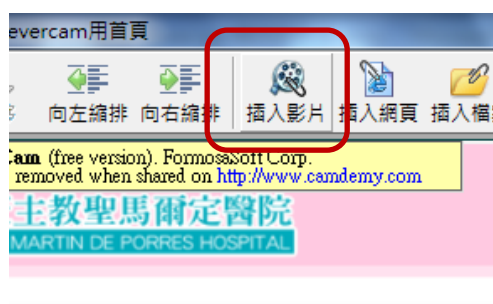 evercam用首頁
向左縮排 向右縮排 插入影片 插入網頁 插入檔
Cam (free version). FormosaSoft Corp.
removed when shared on http://www.camdemy.com
主教聖馬爾定醫院
MARTIN DE PORRES HOSPITAL